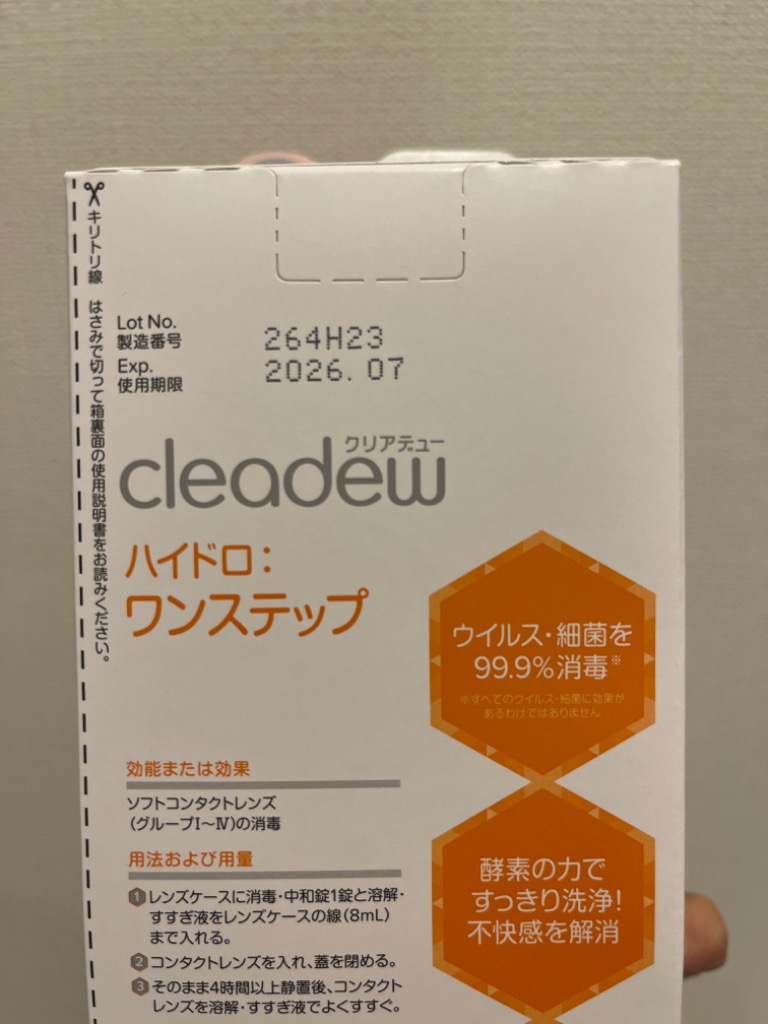 キリトリ線 はさみで切って箱裏面の使用説明書をお読みください。
Lot No.
製造番号
264H23
Exp.
使用期限
2026. 07
クリアデュー
cleadew
ハイドロ：
ワンステップ
ウイルス・細菌を
99.9%消毒※
※すべてのウイルス・細菌に効果が
あるわけではありません
効能または効果
ソフトコンタクトレンズ
(グループⅠ～Ⅳ)の消毒
用法および用量
1 レンズケースに消毒・中和錠1錠と溶解・
すすぎ液をレンズケースの線(8mL)
まで入れる。
2 コンタクトレンズを入れ、蓋を閉める。
3 そのまま4時間以上静置後、コンタクト
レンズを溶解・すすぎ液でよくすすぐ。
酵素の力で
すっきり洗浄!
不快感を解消